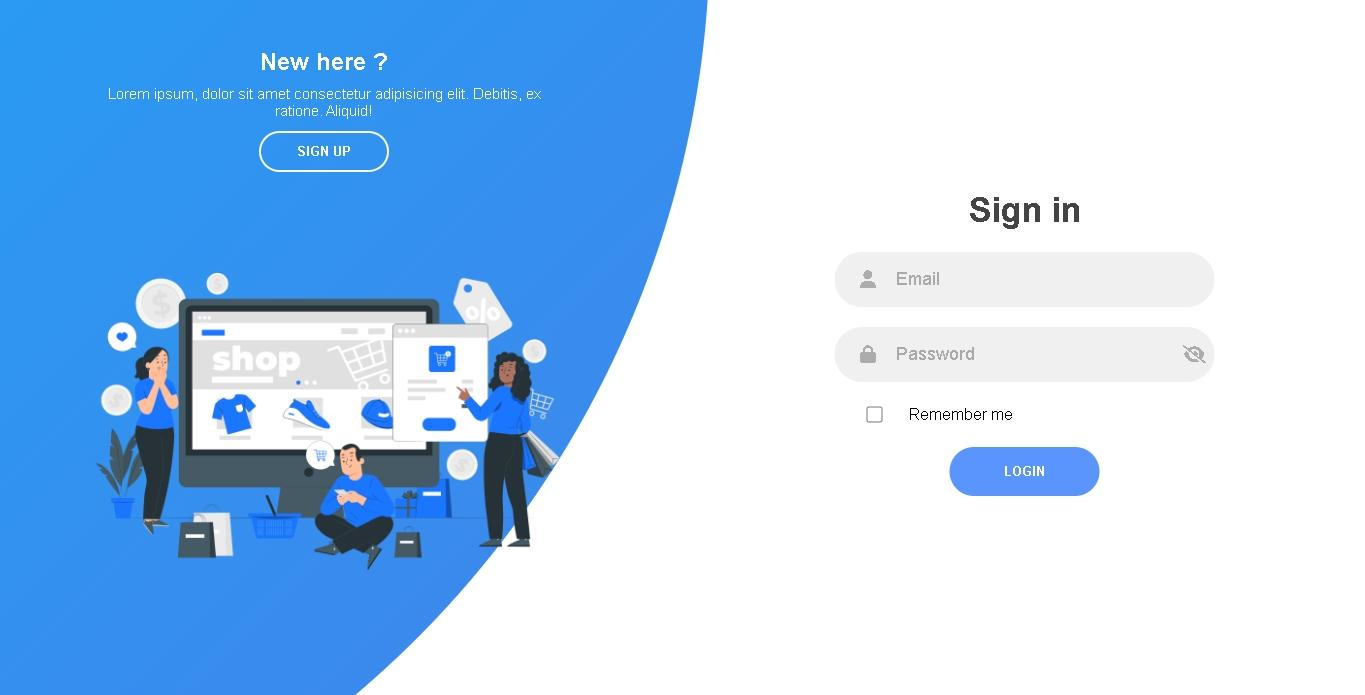 New here ?
Lorem ipsum, dolor sit amet consectetur adipisicing elit. Debitis, ex
ratione. Aliquid!
SIGN UP
$
$
%
shop
$
$
$
Sign in
Email
Password
Remember me
LOGIN